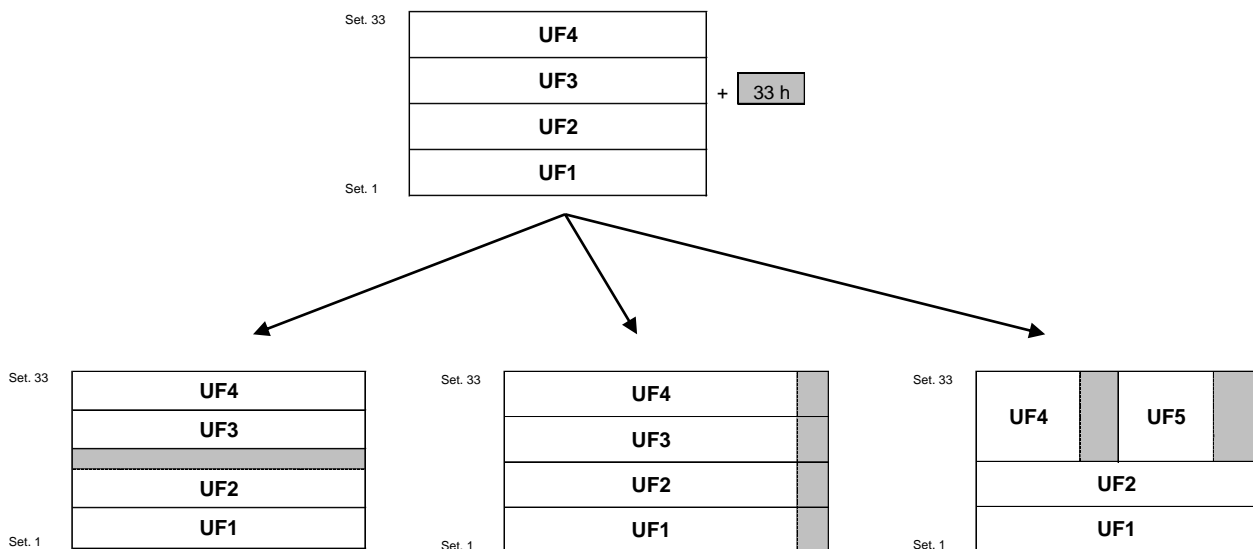 Set. 33
UF4
UF3
+ 33 h
UF2
UF1
Set. 1
Set. 33
UF4
UF3
UF2
UF1
Set. 1
Set. 33
UF4
UF3
UF2
UF1
Set. 1
Set. 33
UF4 UF5
UF2
UF1
Set. 1